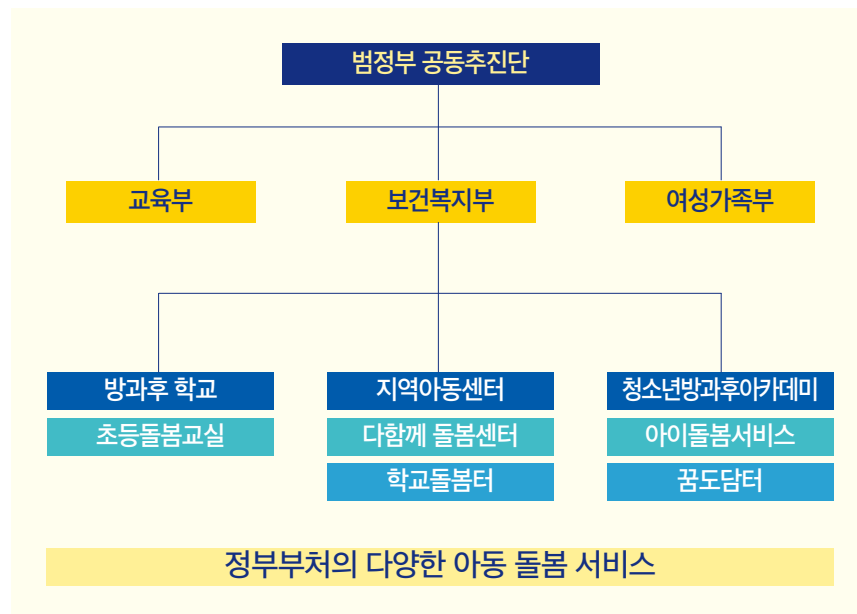 범정부 공동추진단
교육부
보건복지부
여성가족부
방과후 학교
지역아동센터
청소년방과후아카데미
초등돌봄교실
다함께 돌봄센터
아이돌봄서비스
학교돌봄터
꿈도담터
정부부처의 다양한 아동 돌봄 서비스